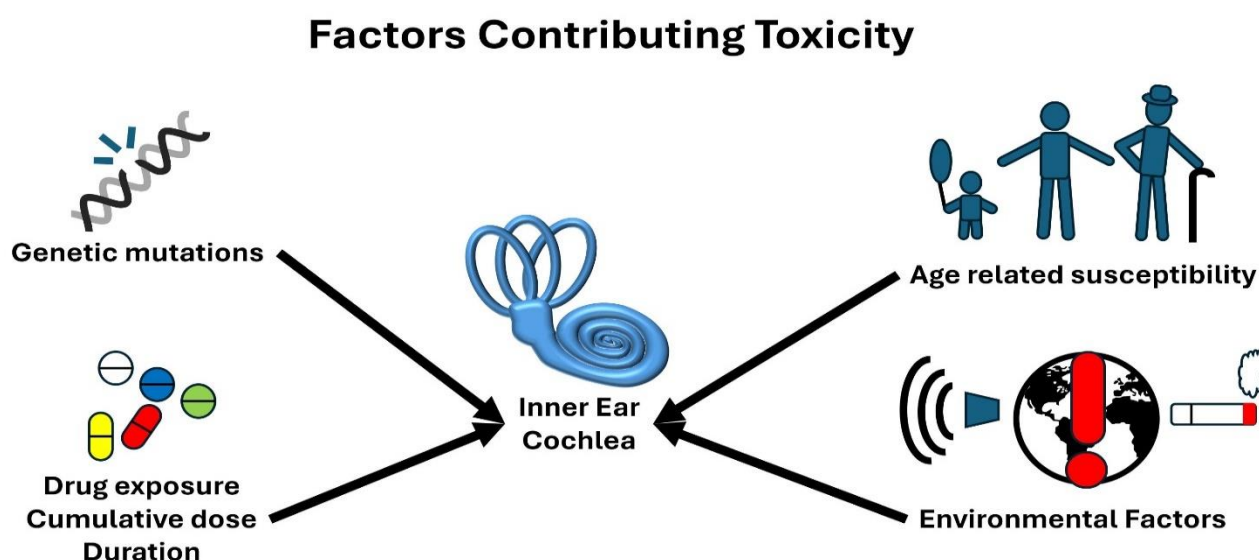 Factors Contributing Toxicity
Genetic mutations
Age related susceptibility
Inner Ear
Cochlea
Drug exposure
Cumulative dose
Duration
Environmental Factors